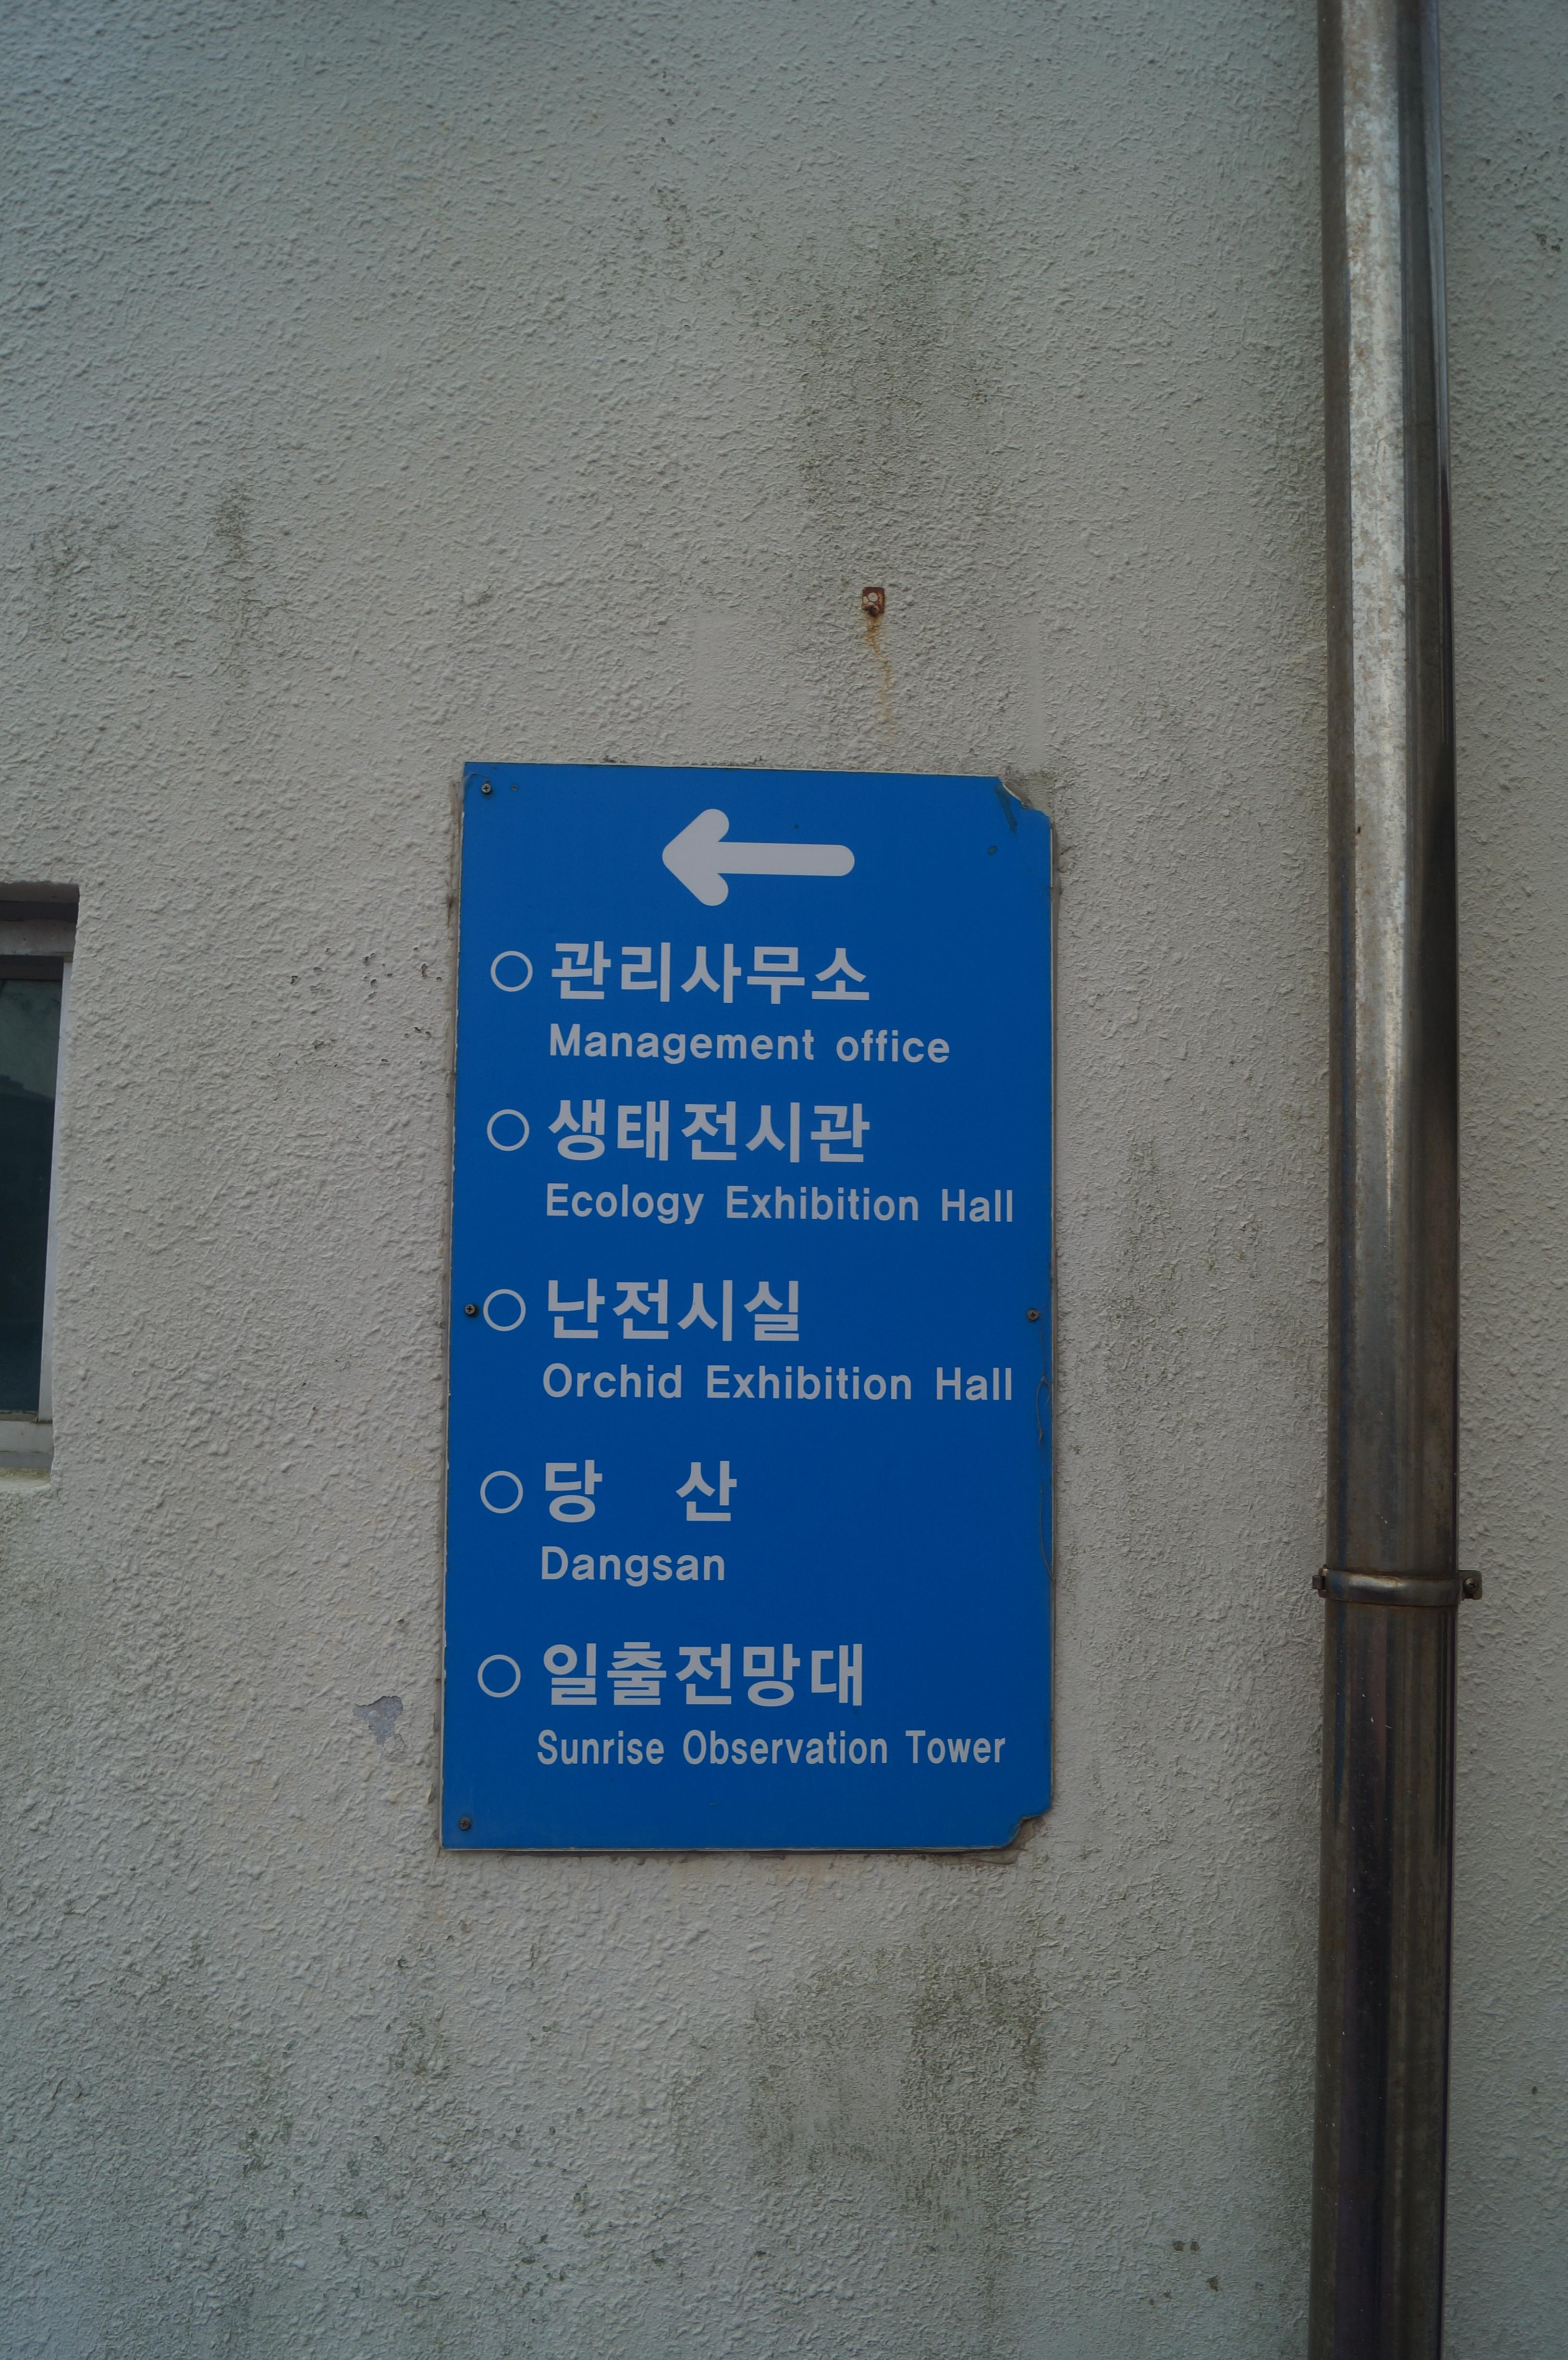 ○ 관리사무소
Management office
○ 생태전시관
Ecology Exhibition Hall
○ 난전시실
Orchid Exhibition Hall
○ 당 산
Dangsan
○ 일출전망대
Sunrise Observation Tower